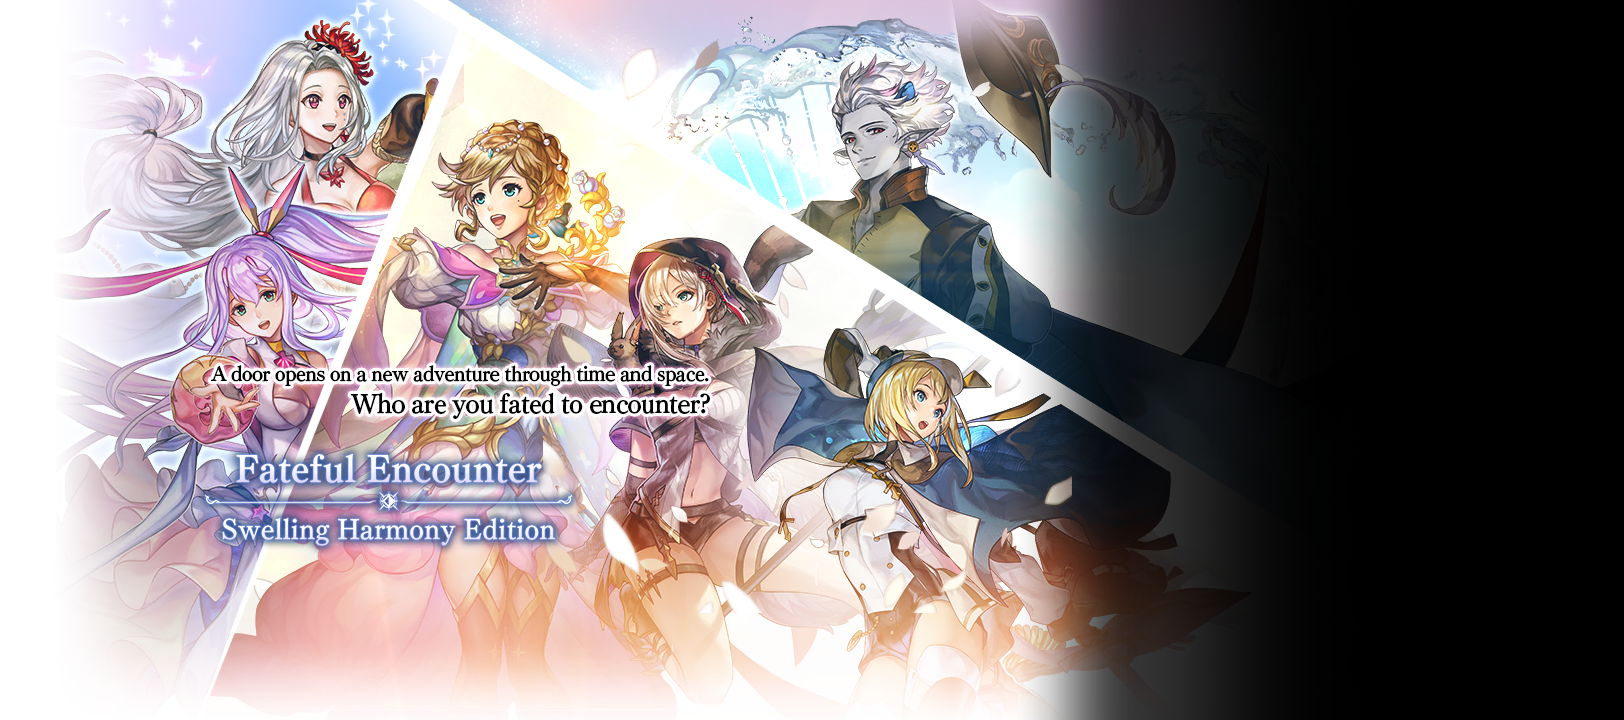 A door opens on a new adventure through time and space.
Who are you fated to encounter?
Fateful Encounter
Swelling Harmony Edition